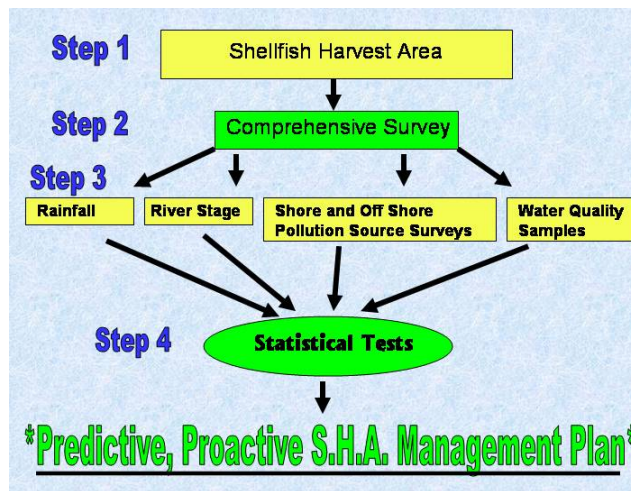 Step 1
Shellfish Harvest Area
Step 2
Comprehensive Survey
Step 3
Rainfall
River Stage
Shore and Off Shore
Pollution Source Surveys
Water Quality
Samples
Step 4
Statistical Tests
*Predictive, Proactive S.H.A. Management Plan*